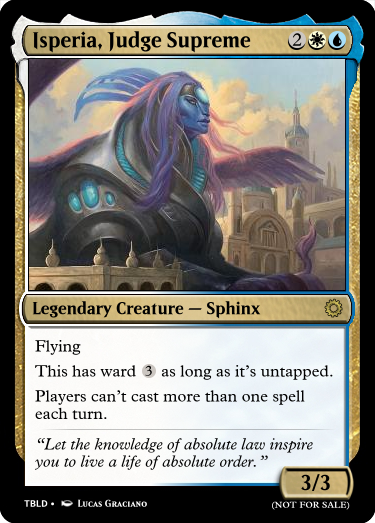 Isperia, Judge Supreme 2
Legendary Creature — Sphinx
Flying
This has ward 3 as long as it's untapped.
Players can't cast more than one spell
each turn.
“Let the knowledge of absolute law inspire
you to live a life of absolute order.”
3/3
TBLD • Lucas Graciano
(NOT FOR SALE)